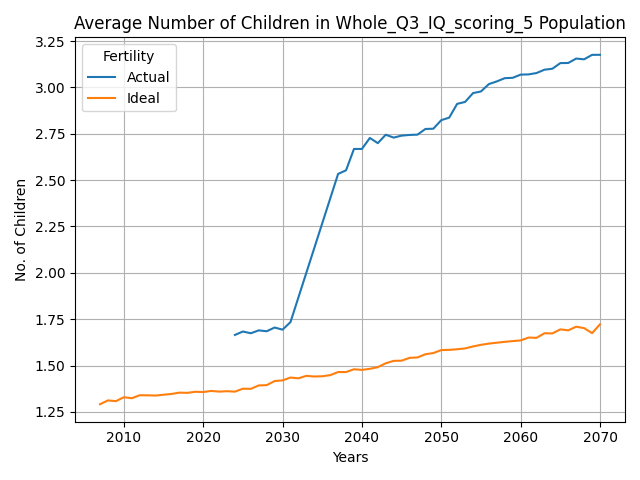 Average Number of Children in Whole_Q3_IQ_scoring_5 Population
Fertility
Actual
Ideal
No. of Children
3.25
3.00
2.75
2.50
2.25
2.00
1.75
1.50
1.25
2010 2020 2030 2040 2050 2060 2070
Years